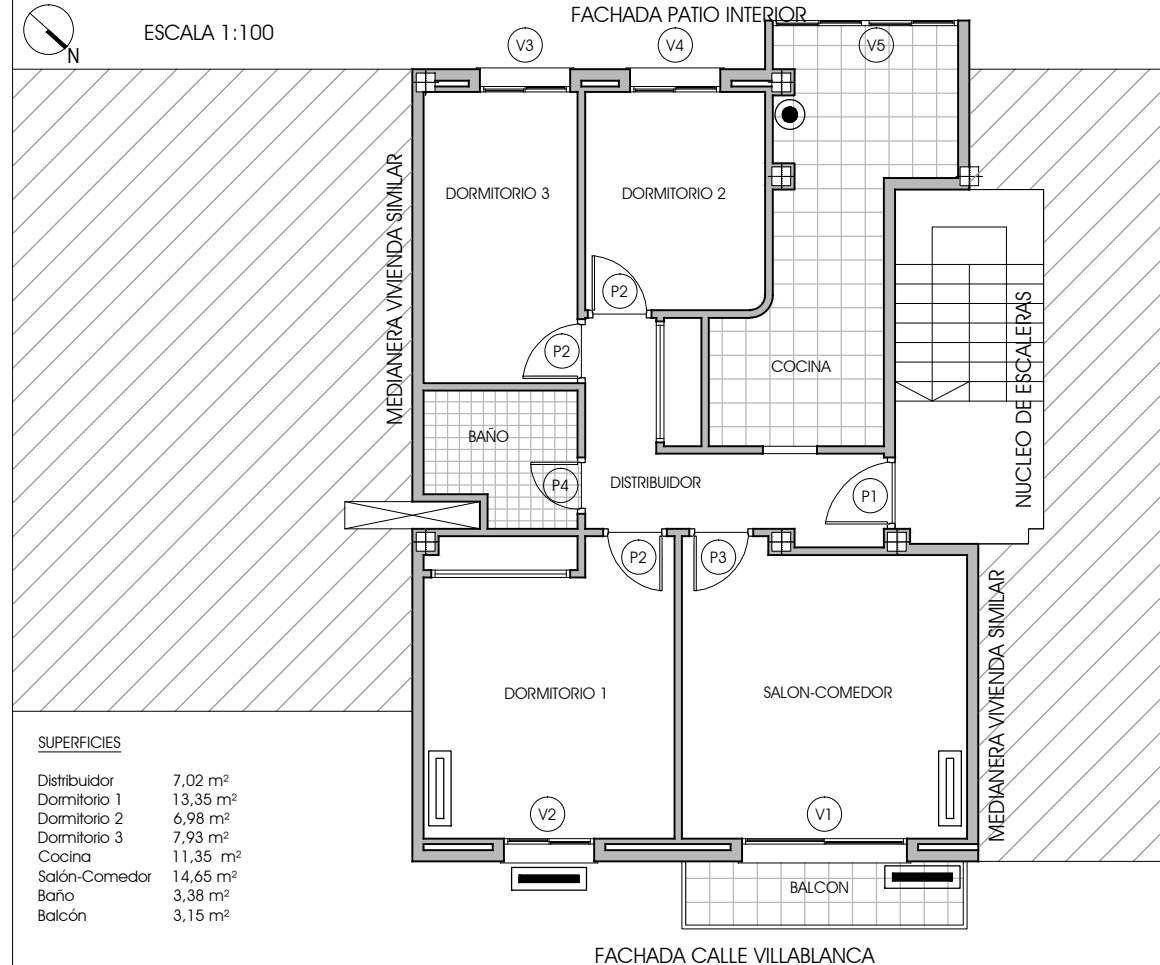 FACHADA PATIO INTERIOR
ESCALA 1:100
N
V3
V4
V5
MEDIANERA VIVIENDA SIMILAR
DORMITORIO 3
DORMITORIO 2
P2
P2
NUCLEO DE ESCALERAS
COCINA
BAÑO
P4
DISTRIBUIDOR
P1
P2
P3
MEDIANERA VIVIENDA SIMILAR
DORMITORIO 1
SALON-COMEDOR
V2
V1
BALCON
SUPERFICIES
Distribuidor 7,02 m²
Dormitorio 1 13,35 m²
Dormitorio 2 6,98 m²
Dormitorio 3 7,93 m²
Cocina 11,35 m²
Salón-Comedor 14,65 m²
Baño 3,38 m²
Balcón 3,15 m²
FACHADA CALLE VILLABLANCA